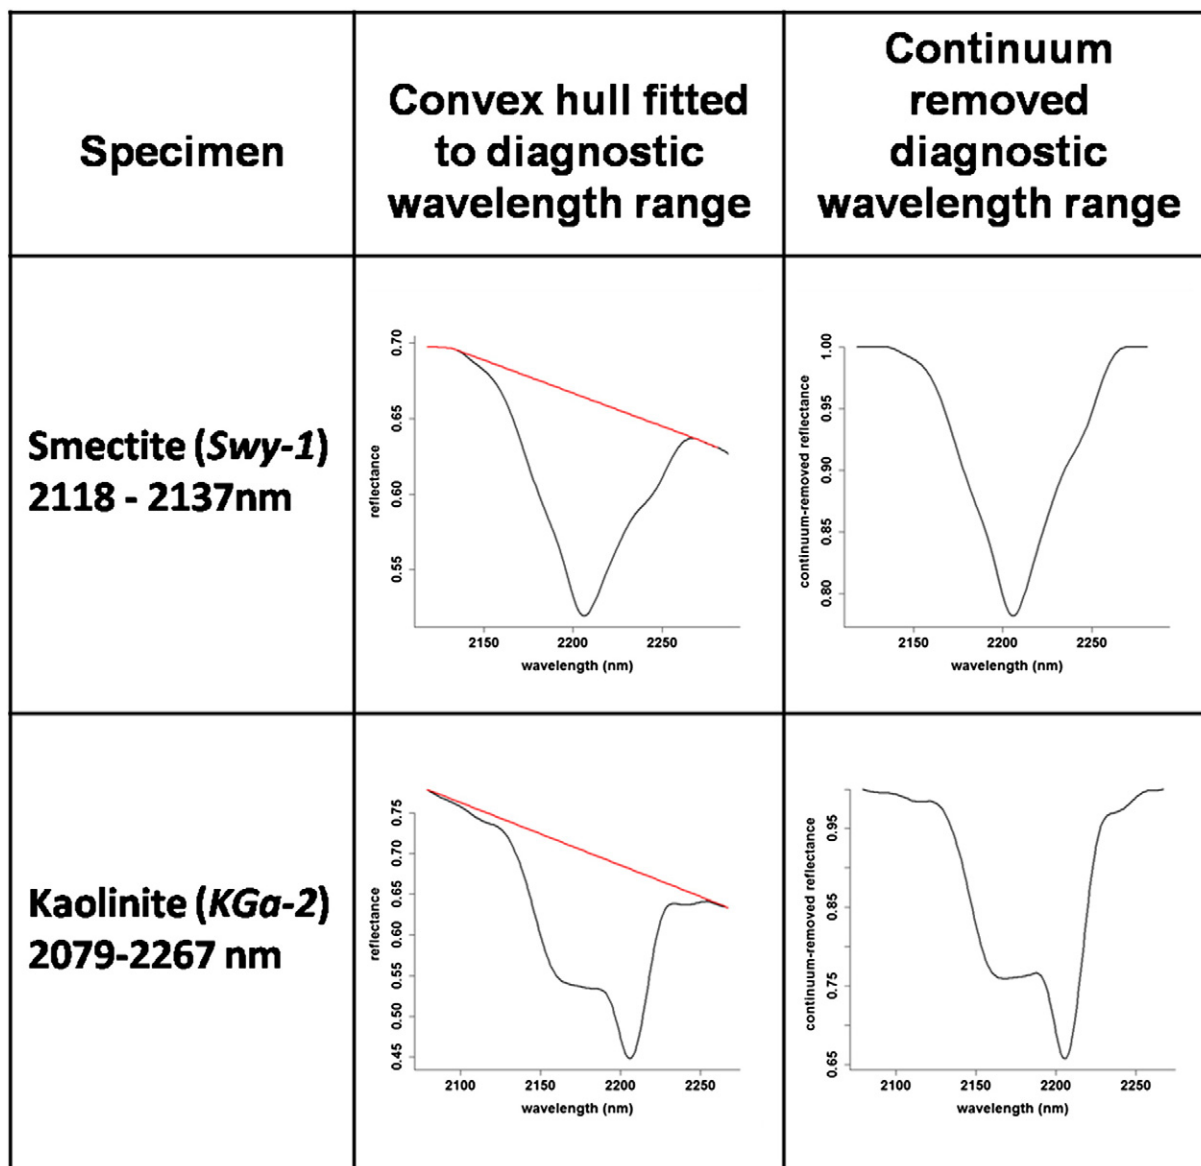 Specimen
Convex hull fitted
to diagnostic
wavelength range
Continuum
removed
diagnostic
wavelength range
Smectite (Swy-1)
2118 - 2137nm
reflectance
0.70
0.65
0.60
0.55
2150 2200 2250
wavelength (nm)
continuum-removed reflectance
1.00
0.95
0.90
0.85
0.80
2150 2200 2250
wavelength (nm)
Kaolinite (KGa-2)
2079-2267 nm
reflectance
0.75
0.70
0.65
0.60
0.55
0.50
0.45
2100 2150 2200 2250
wavelength (nm)
continuum-removed reflectance
0.95
0.85
0.75
0.65
2100 2150 2200 2250
wavelength (nm)